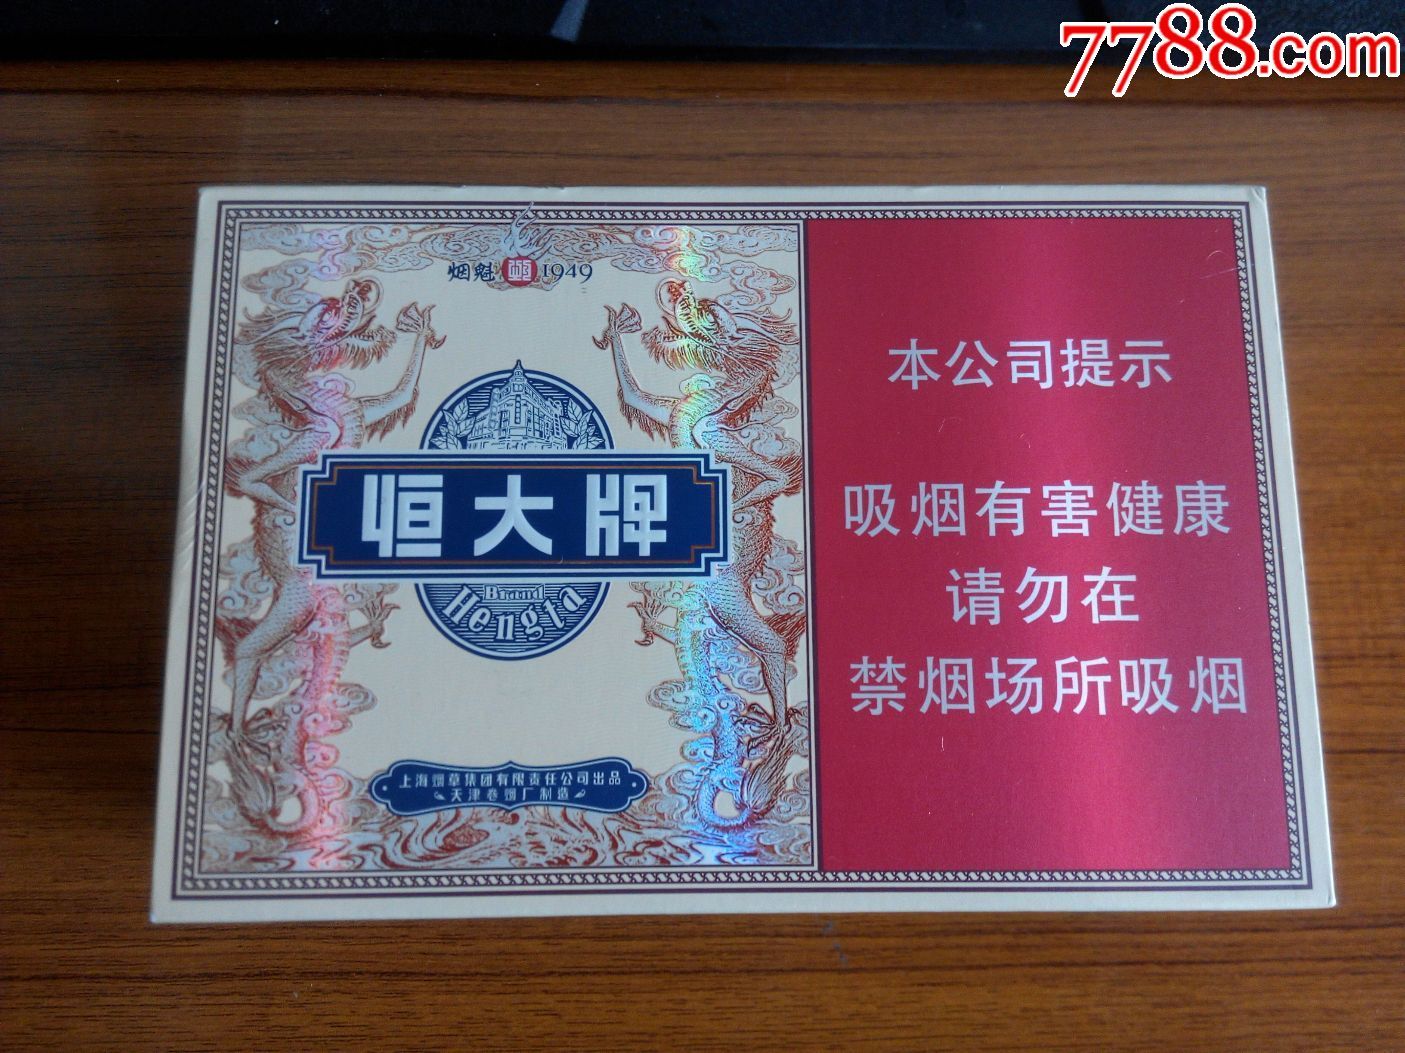 7788.com
烟魁 1949
恒大牌
Brand
Hengta
上海烟草集团有限责任公司出品
天津卷烟厂制造
本公司提示
吸烟有害健康
请勿在
禁烟场所吸烟